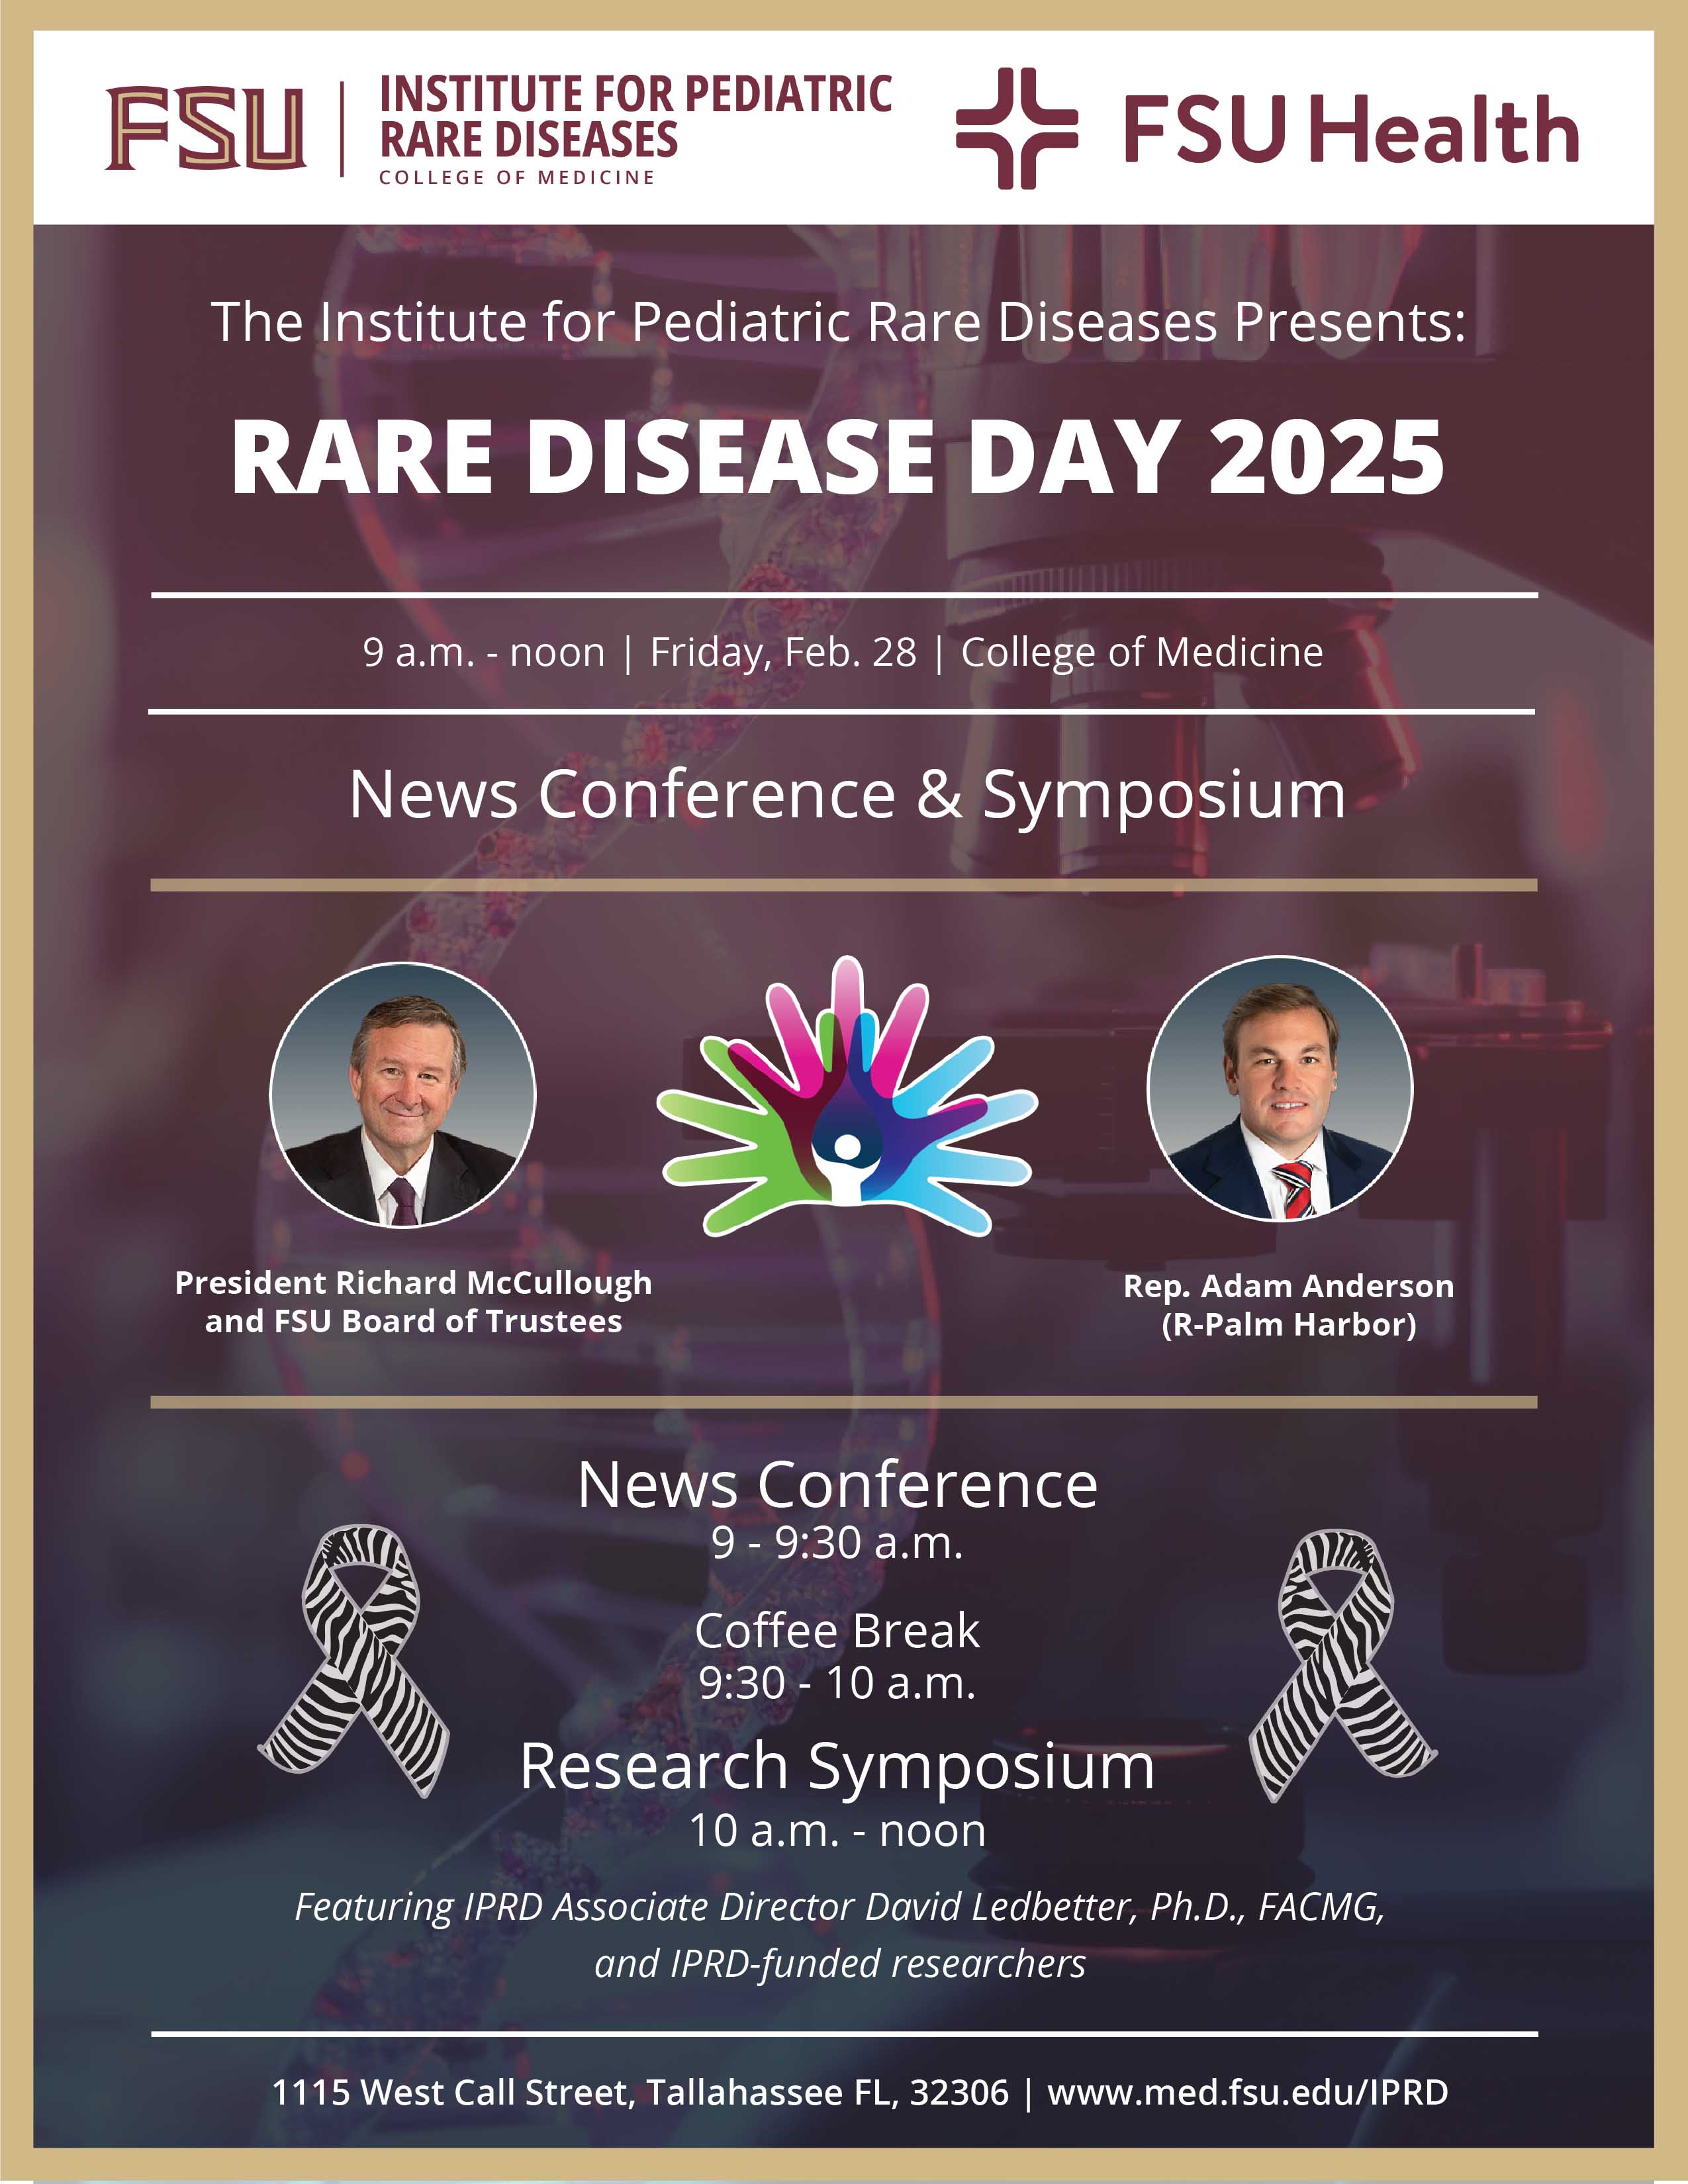 FSU
INSTITUTE FOR PEDIATRIC
RARE DISEASES
COLLEGE OF MEDICINE
FSU Health
The Institute for Pediatric Rare Diseases Presents:
RARE DISEASE DAY 2025
9 a.m. - noon | Friday, Feb. 28 | College of Medicine
News Conference & Symposium
President Richard McCullough
and FSU Board of Trustees
Rep. Adam Anderson
(R-Palm Harbor)
News Conference
9 - 9:30 a.m.
Coffee Break
9:30 - 10 a.m.
Research Symposium
10 a.m. - noon
Featuring IPRD Associate Director David Ledbetter, Ph.D., FACMG,
and IPRD-funded researchers
1115 West Call Street, Tallahassee FL, 32306 | www.med.fsu.edu/IPRD